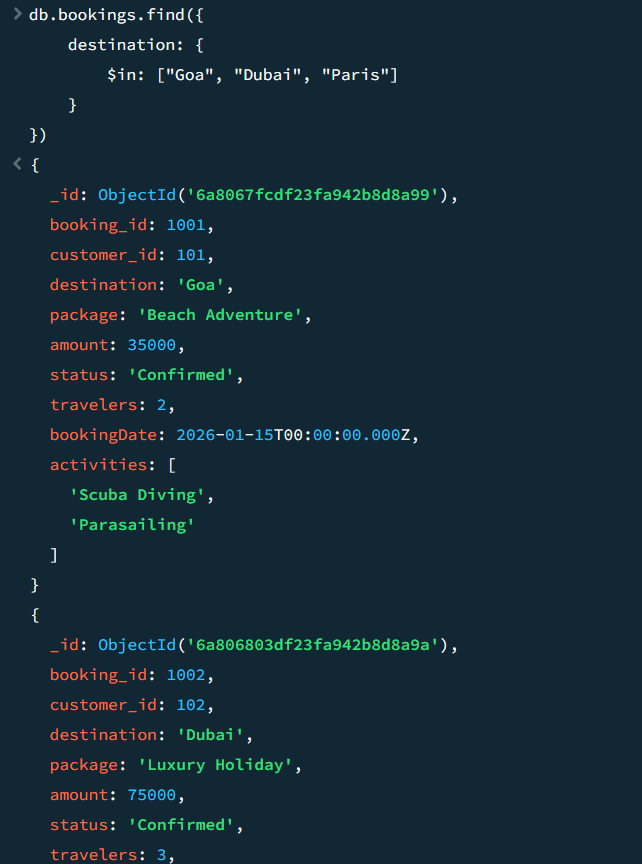 > db.bookings.find({
destination: {
$in: ["Goa", "Dubai", "Paris"]
}
})
< {
_id: ObjectId('6a8067fcdf23fa942b8d8a99'),
booking_id: 1001,
customer_id: 101,
destination: 'Goa',
package: 'Beach Adventure',
amount: 35000,
status: 'Confirmed',
travelers: 2,
bookingDate: 2026-01-15T00:00:00.000Z,
activities: [
'Scuba Diving',
'Parasailing'
]
}
{
_id: ObjectId('6a806803df23fa942b8d8a9a'),
booking_id: 1002,
customer_id: 102,
destination: 'Dubai',
package: 'Luxury Holiday',
amount: 75000,
status: 'Confirmed',
travelers: 3,